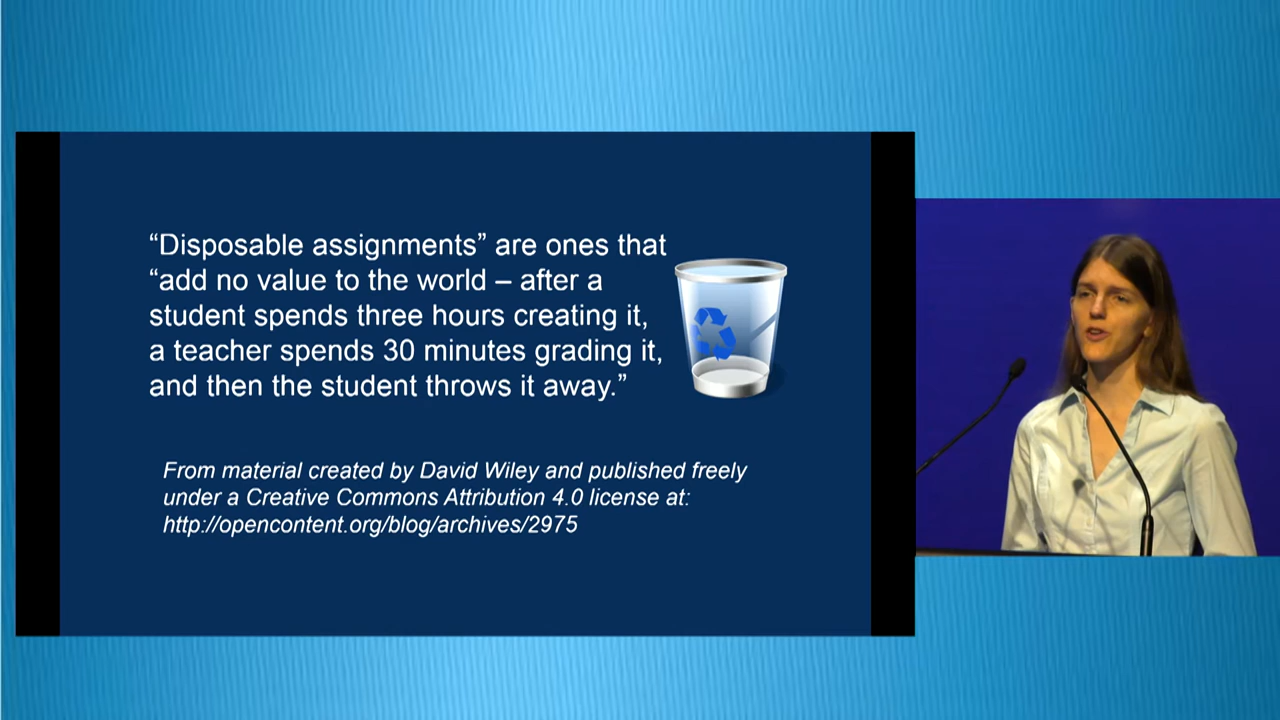 “Disposable assignments” are ones that
“add no value to the world – after a
student spends three hours creating it,
a teacher spends 30 minutes grading it,
and then the student throws it away.”
From material created by David Wiley and published freely
under a Creative Commons Attribution 4.0 license at:
http://opencontent.org/blog/archives/2975